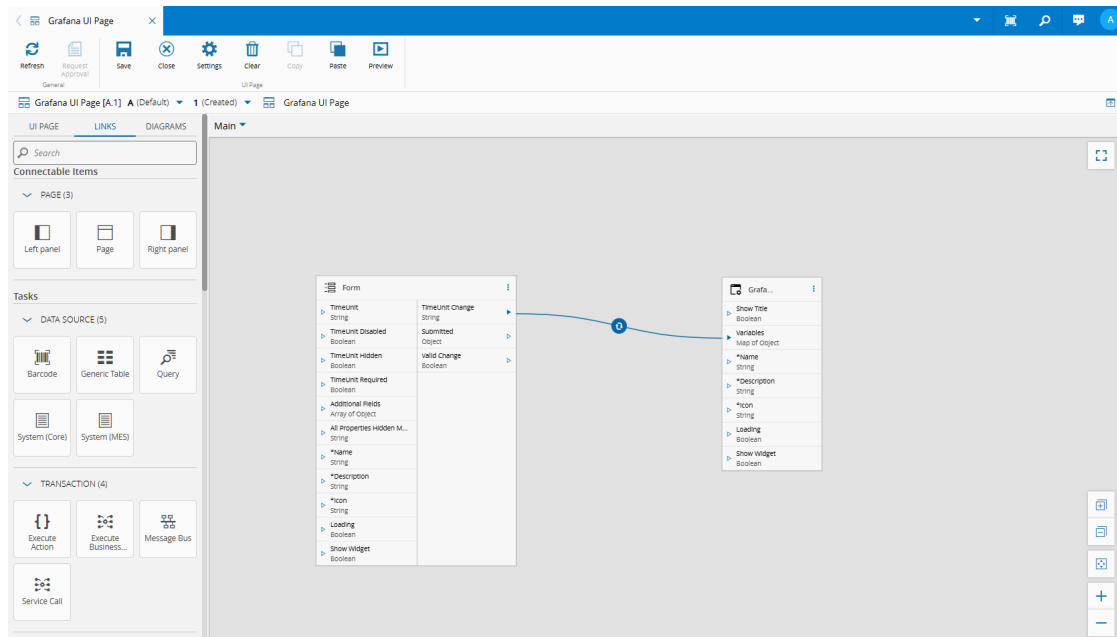 Grafana UI Page
A
Refresh
Request Approval
Save
Close
Settings
Clear
Copy
Paste
Preview
General
UI Page
Grafana UI Page [A.1] A (Default) 1 (Created) Grafana UI Page
UI PAGE LINKS DIAGRAMS
Main
Search
Connectable Items
PAGE (3)
Left panel
Page
Right panel
Tasks
DATA SOURCE (5)
Barcode
Generic Table
Query
System (Core)
System (MES)
TRANSACTION (4)
{ }
Execute Action
Execute Business...
Message Bus
Service Call
Form
TimeUnit
String
TimeUnit Disabled
Boolean
TimeUnit Hidden
Boolean
TimeUnit Required
Boolean
Additional Fields
Array of Object
All Properties Hidden M...
String
*Name
String
*Description
String
*Icon
String
Loading
Boolean
Show Widget
Boolean
TimeUnit Change
String
Submitted
Object
Valid Change
Boolean
Grafa...
Show Title
Boolean
Variables
Map of Object
*Name
String
*Description
String
*Icon
String
Loading
Boolean
Show Widget
Boolean